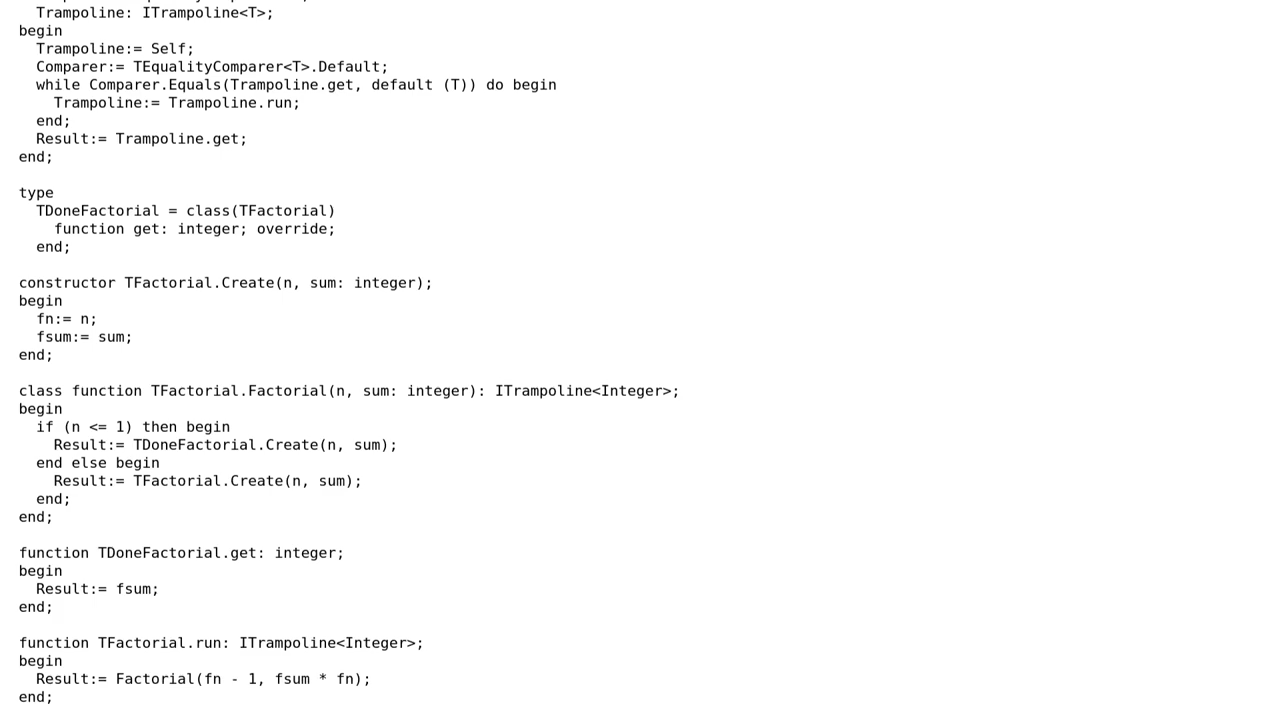 Trampoline: ITrampoline<T>;
begin
  Trampoline:= Self;
  Comparer:= TEqualityComparer<T>.Default;
  while Comparer.Equals(Trampoline.get, default (T)) do begin
    Trampoline:= Trampoline.run;
  end;
  Result:= Trampoline.get;
end;

type
  TDoneFactorial = class(TFactorial)
    function get: integer; override;
  end;

constructor TFactorial.Create(n, sum: integer);
begin
  fn:= n;
  fsum:= sum;
end;

class function TFactorial.Factorial(n, sum: integer): ITrampoline<Integer>;
begin
  if (n <= 1) then begin
    Result:= TDoneFactorial.Create(n, sum);
  end else begin
    Result:= TFactorial.Create(n, sum);
  end;
end;

function TDoneFactorial.get: integer;
begin
  Result:= fsum;
end;

function TFactorial.run: ITrampoline<Integer>;
begin
  Result:= Factorial(fn - 1, fsum * fn);
end;